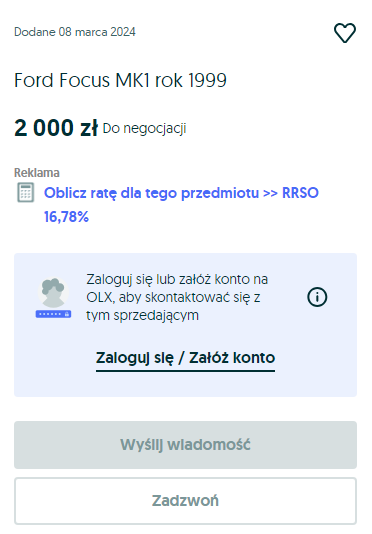 Dodane 08 marca 2024
Ford Focus MK1 rok 1999
2 000 zł Do negocjacji
Reklama
Oblicz ratę dla tego przedmiotu >> RRSO
16,78%
Zaloguj się lub załóż konto na
OLX, aby skontaktować się z
tym sprzedającym
Zaloguj się / Załóż konto
Wyślij wiadomość
Zadzwoń